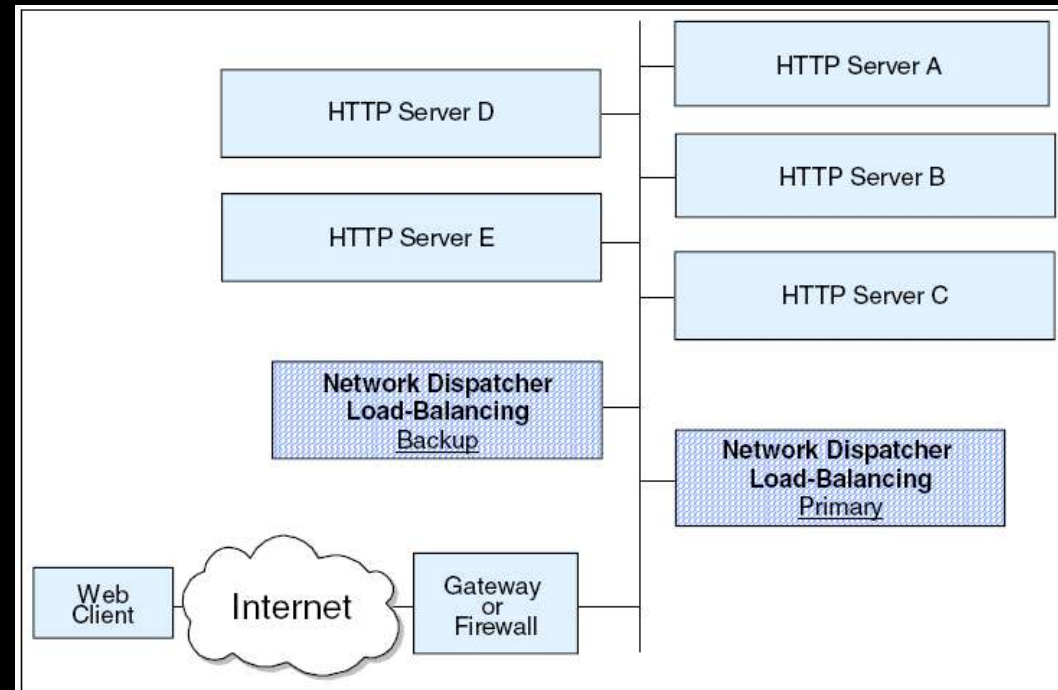 HTTP Server A
HTTP Server D
HTTP Server B
HTTP Server E
HTTP Server C
Network Dispatcher
Load-Balancing
Backup
Network Dispatcher
Load-Balancing
Primary
Web
Client
Internet
Gateway
or
Firewall